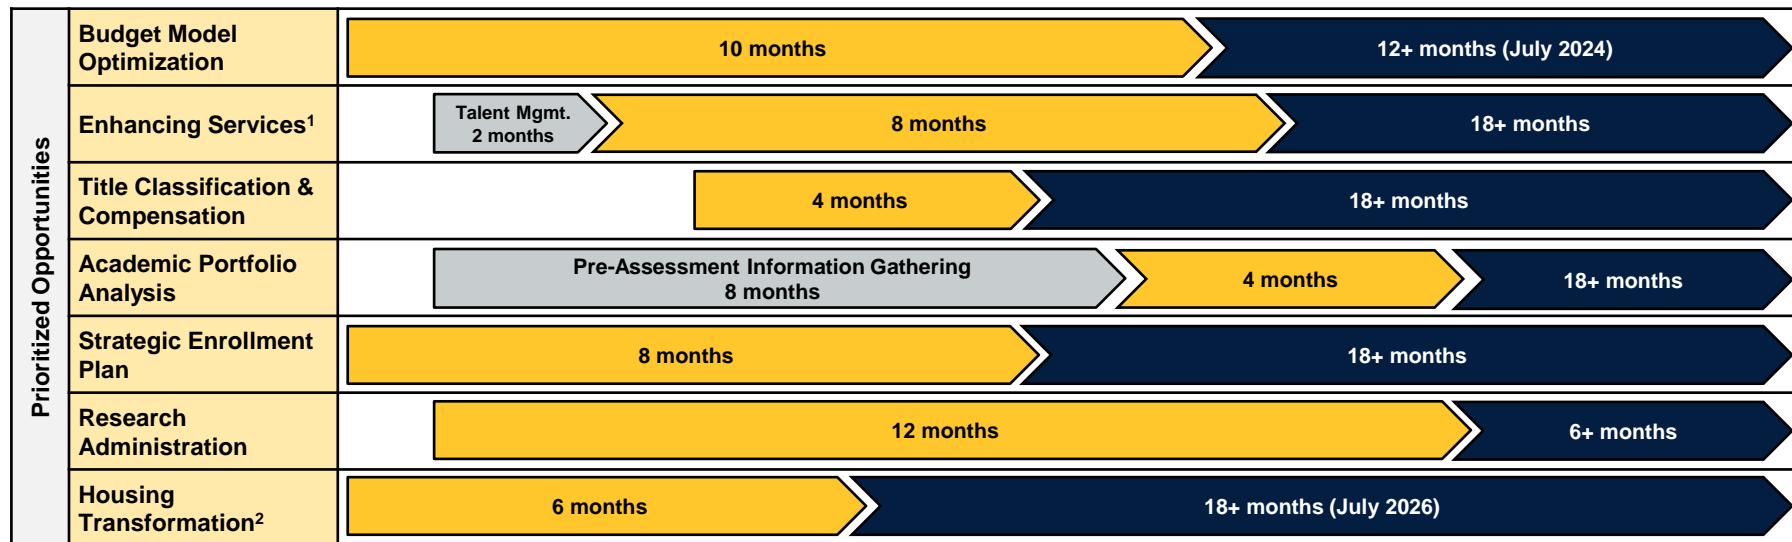 Prioritized Opportunities
Budget Model
Optimization
10 months
12+ months (July 2024)
Enhancing Services¹
Talent Mgmt.
2 months
8 months
18+ months
Title Classification &
Compensation
4 months
18+ months
Academic Portfolio
Analysis
Pre-Assessment Information Gathering
8 months
4 months
18+ months
Strategic Enrollment
Plan
8 months
18+ months
Research
Administration
12 months
6+ months
Housing
Transformation²
6 months
18+ months (July 2026)